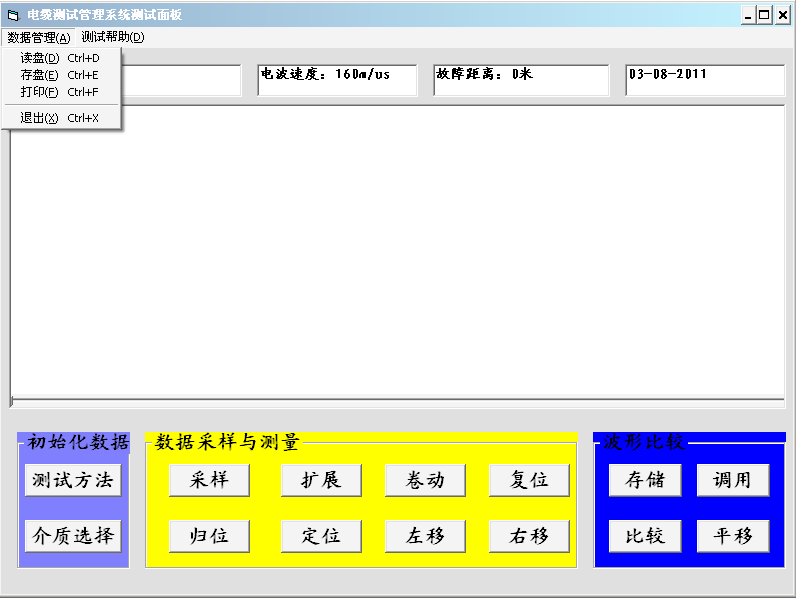 电缆测试管理系统测试面板
数据管理(A) 测试帮助(D)
读盘(D) Ctrl+D
存盘(E) Ctrl+E
打印(F) Ctrl+F
退出(X) Ctrl+X
电波速度：160m/us 故障距离：0米 03-08-2011
初始化数据 数据采样与测量 波形比较
测试方法 采样 扩展 卷动 复位 存储 调用
介质选择 归位 定位 左移 右移 比较 平移